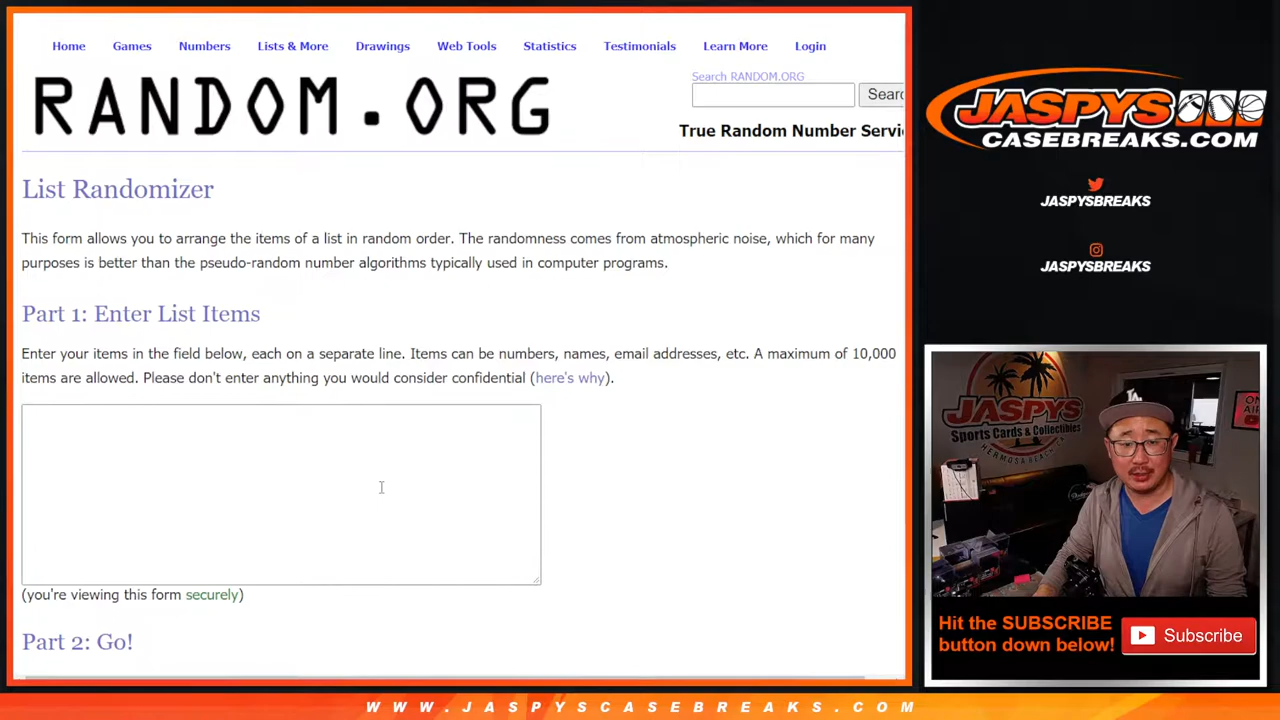 Home Games Numbers Lists & More Drawings Web Tools Statistics Testimonials Learn More Login
RANDOM.ORG
Search RANDOM.ORG
True Random Number
List Randomizer
This form allows you to arrange the items of a list in random order. The randomness comes from atmospheric noise, which for many
purposes is better than the pseudo-random number algorithms typically used in computer programs.
Part 1: Enter List Items
Enter your items in the field below, each on a separate line. Items can be numbers, names, email addresses, etc. A maximum of 10,000
items are allowed. Please don't enter anything you would consider confidential (here's why).
(you're viewing this form securely)
Part 2: Go!
JASPYS
CASEBREAKS.COM
JASPYSBREAKS
JASPYSBREAKS
JASPYS
Sports Cards & Collectibles
HERMOSA BEACH
LA
Hit the SUBSCRIBE
button down below!
Subscribe
WWW.JASPYSCASEBREAKS.COM